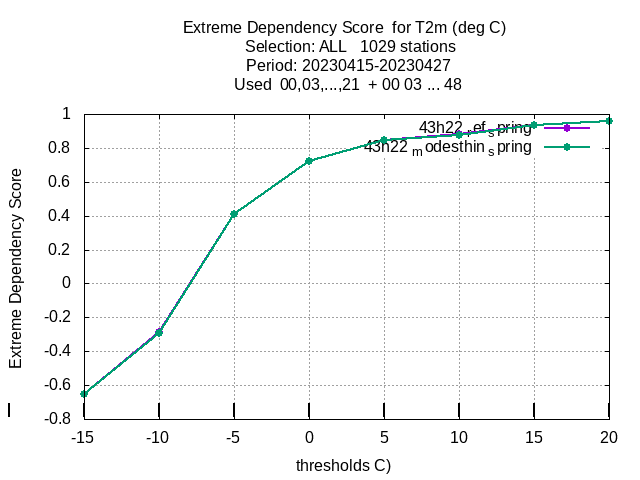 Extreme Dependency Score  for T2m (deg C)
Selection: ALL   1029 stations
Period: 20230415-20230427
Used  00,03,...,21  + 00 03 ... 48
43h22_ref_spring
43h22_modesthin_spring
Extreme Dependency Score
1
0.8
0.6
0.4
0.2
0
-0.2
-0.4
-0.6
-0.8
-15 -10 -5 0 5 10 15 20
thresholds C)